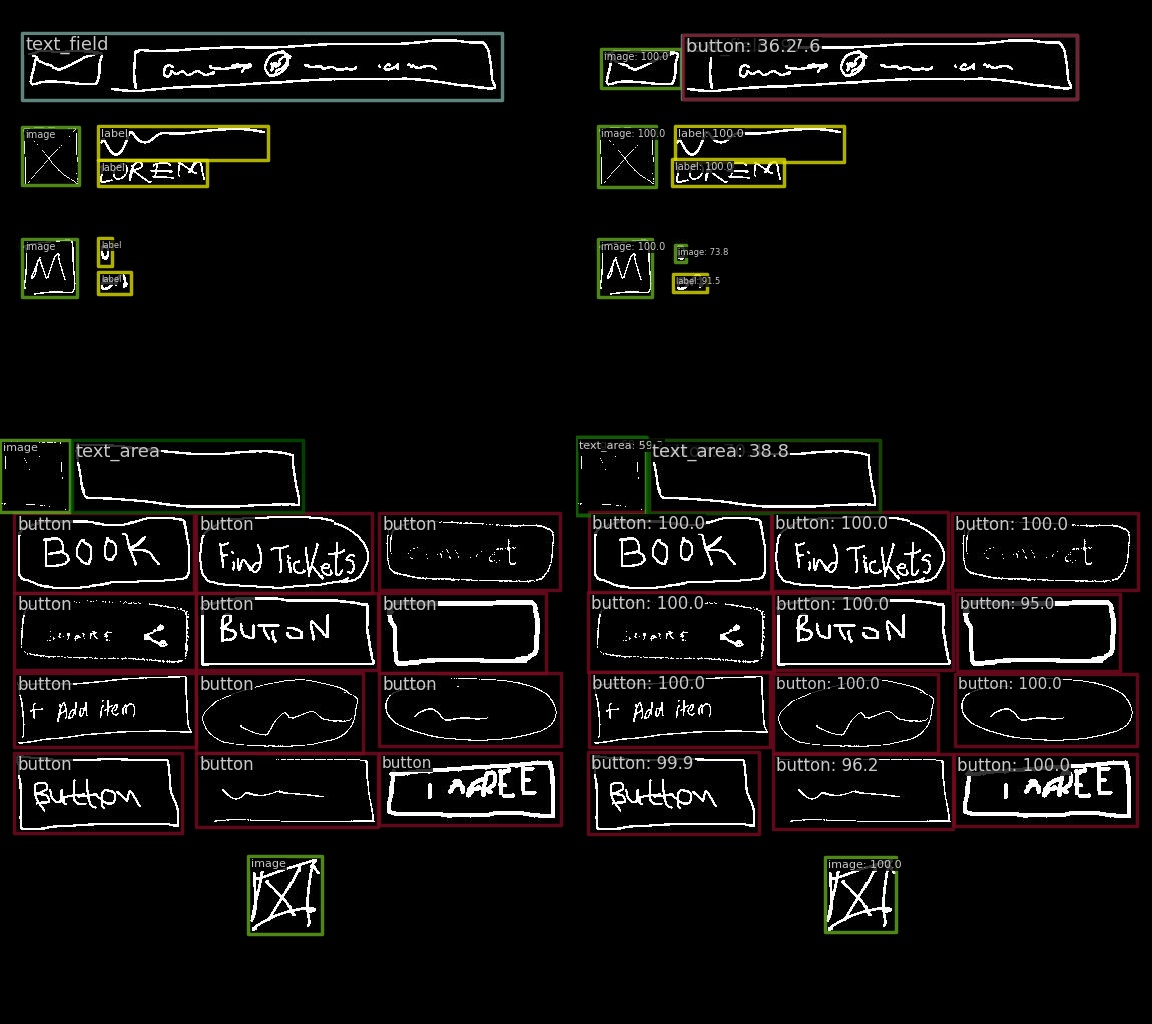 text_field
image: 100.0 button: 36.2
image label image: 100.0 label: 100.0
label LOREM image: 100.0 label: 100.0 LOREM
image label image: 100.0 image: 73.8
M label M label: 91.5
image text_area text_area: 59. text_area: 38.8
button button button button: 100.0 button: 100.0 button: 100.0
BOOK Find Tickets BOOK Find Tickets
button button button button: 100.0 button: 100.0 button: 95.0
BUTTON BUTTON
button button button button: 100.0 button: 100.0 button: 100.0
+ Add item + Add item
button button button button: 99.9 button: 96.2 button: 100.0
Button Button
image image: 100.0